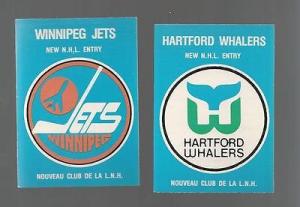 WINNIPEG JETS
NEW N.H.L. ENTRY
JETS
WINNIPEG
NOUVEAU CLUB DE LA L.N.H.
HARTFORD WHALERS
NEW N.H.L. ENTRY
HARTFORD
WHALERS
NOUVEAU CLUB DE LA L.N.H.